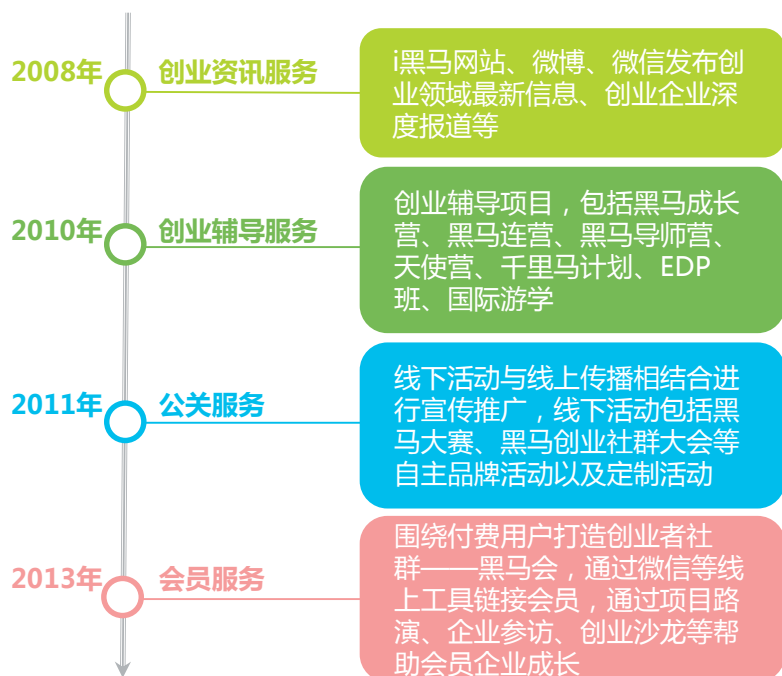 2008年
创业资讯服务
i黑马网站、微博、微信发布创
业领域最新信息、创业企业深
度报道等
2010年
创业辅导服务
创业辅导项目，包括黑马成长
营、黑马连营、黑马导师营、
天使营、千里马计划、EDP
班、国际游学
2011年
公关服务
线下活动与线上传播相结合进
行宣传推广，线下活动包括黑
马大赛、黑马创业社群大会等
自主品牌活动以及定制活动
2013年
会员服务
围绕付费用户打造创业者社
群——黑马会，通过微信等线
上工具链接会员，通过项目路
演、企业参访、创业沙龙等帮
助会员企业成长